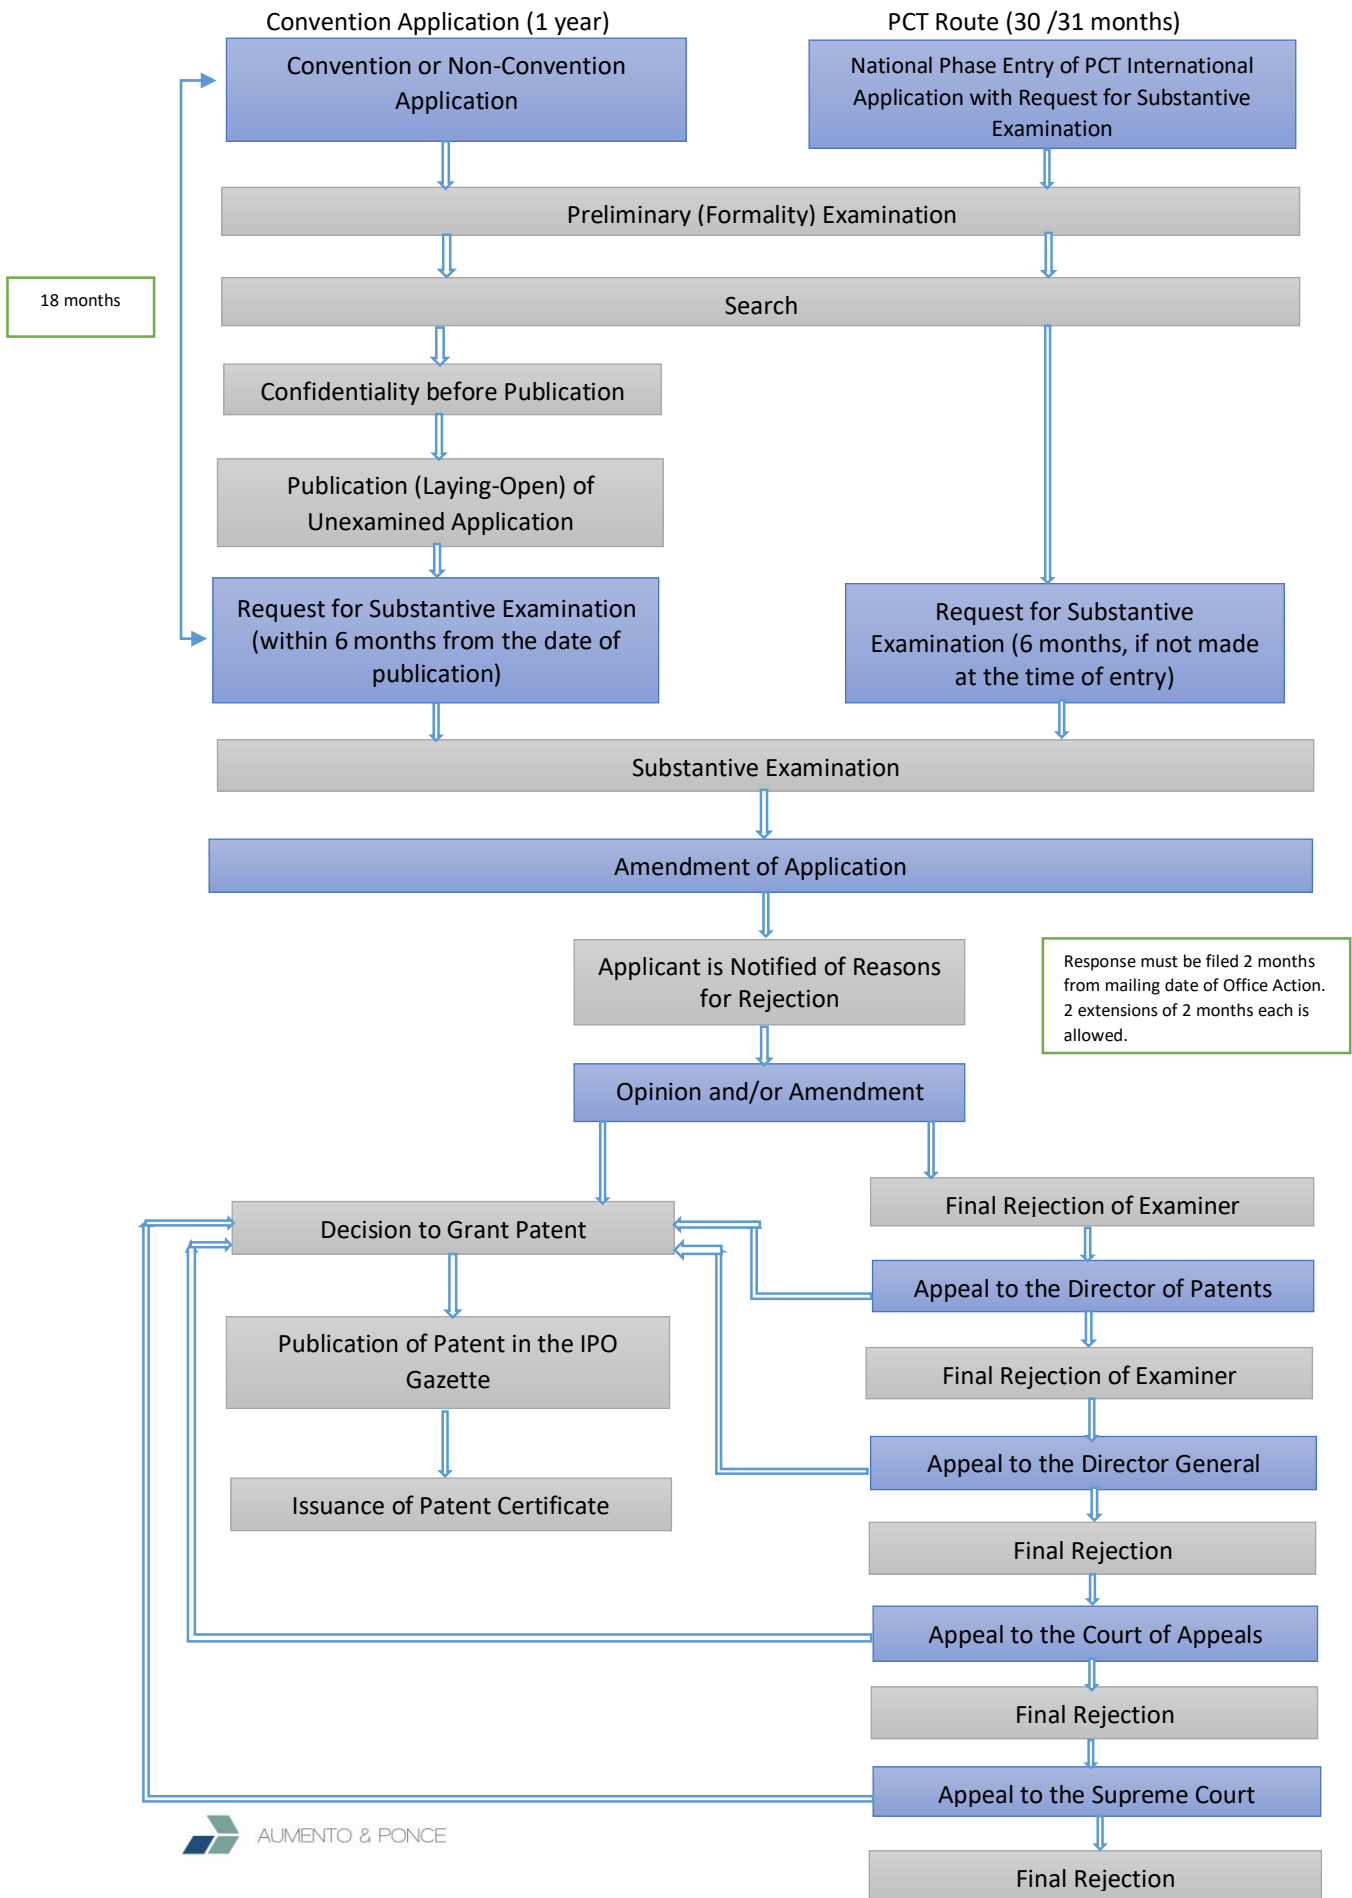 Convention Application (1 year)
PCT Route (30 /31 months)
Convention or Non-Convention
Application
National Phase Entry of PCT International
Application with Request for Substantive
Examination
Preliminary (Formality) Examination
18 months
Search
Confidentiality before Publication
Publication (Laying-Open) of
Unexamined Application
Request for Substantive Examination
(within 6 months from the date of
publication)
Request for Substantive
Examination (6 months, if not made
at the time of entry)
Substantive Examination
Amendment of Application
Applicant is Notified of Reasons
for Rejection
Response must be filed 2 months
from mailing date of Office Action.
2 extensions of 2 months each is
allowed.
Opinion and/or Amendment
Decision to Grant Patent
Final Rejection of Examiner
Appeal to the Director of Patents
Publication of Patent in the IPO
Gazette
Final Rejection of Examiner
Appeal to the Director General
Issuance of Patent Certificate
Final Rejection
Appeal to the Court of Appeals
Final Rejection
Appeal to the Supreme Court
AUMENTO & PONCE
Final Rejection